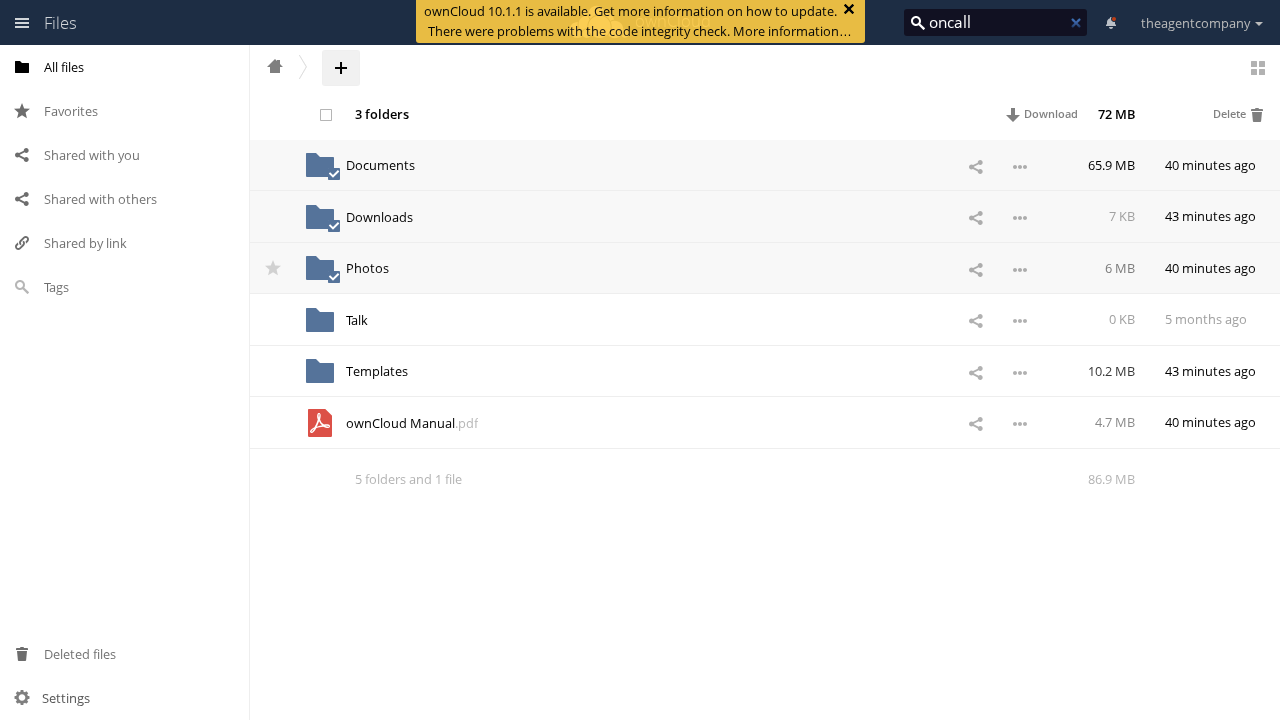 Files
ownCloud 10.1.1 is available. Get more information on how to update.
There were problems with the code integrity check. More information…
oncall
theagentcompany
All files
Favorites
Shared with you
Shared with others
Shared by link
Tags
Deleted files
Settings
3 folders Download 72 MB Delete
Documents 65.9 MB 40 minutes ago
Downloads 7 KB 43 minutes ago
Photos 6 MB 40 minutes ago
Talk 0 KB 5 months ago
Templates 10.2 MB 43 minutes ago
ownCloud Manual.pdf 4.7 MB 40 minutes ago
5 folders and 1 file 86.9 MB